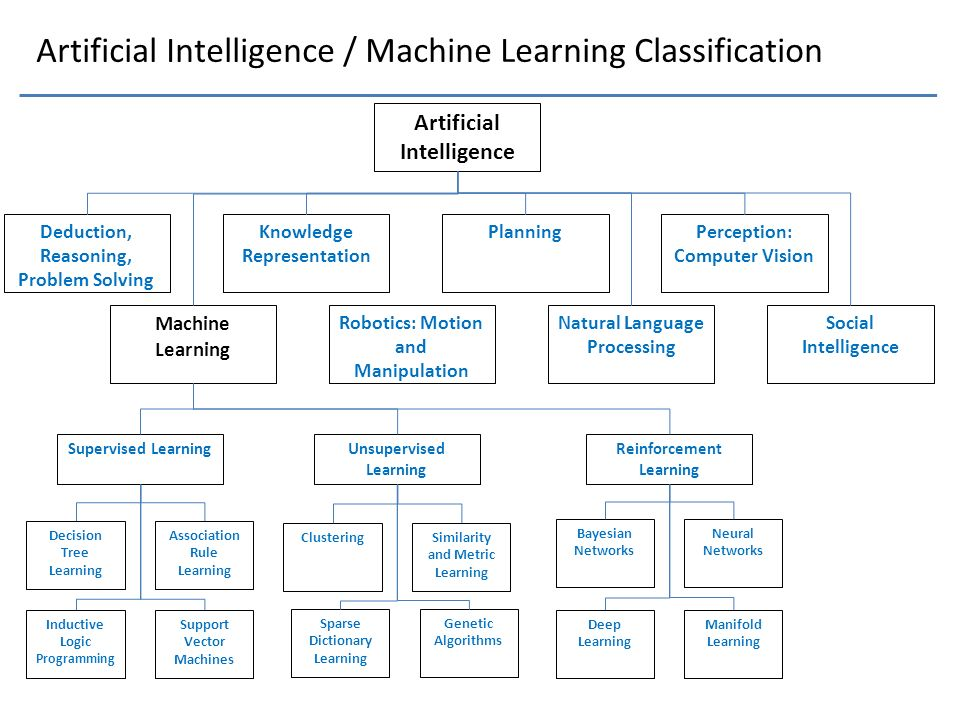 Artificial Intelligence / Machine Learning Classification
Artificial
Intelligence
Deduction,
Reasoning,
Problem Solving
Knowledge
Representation
Planning
Perception:
Computer Vision
Machine
Learning
Robotics: Motion
and
Manipulation
Natural Language
Processing
Social
Intelligence
Supervised Learning
Unsupervised
Learning
Reinforcement
Learning
Decision
Tree
Learning
Association
Rule
Learning
Clustering
Similarity
and Metric
Learning
Bayesian
Networks
Neural
Networks
Inductive
Logic
Programming
Support
Vector
Machines
Sparse
Dictionary
Learning
Genetic
Algorithms
Deep
Learning
Manifold
Learning